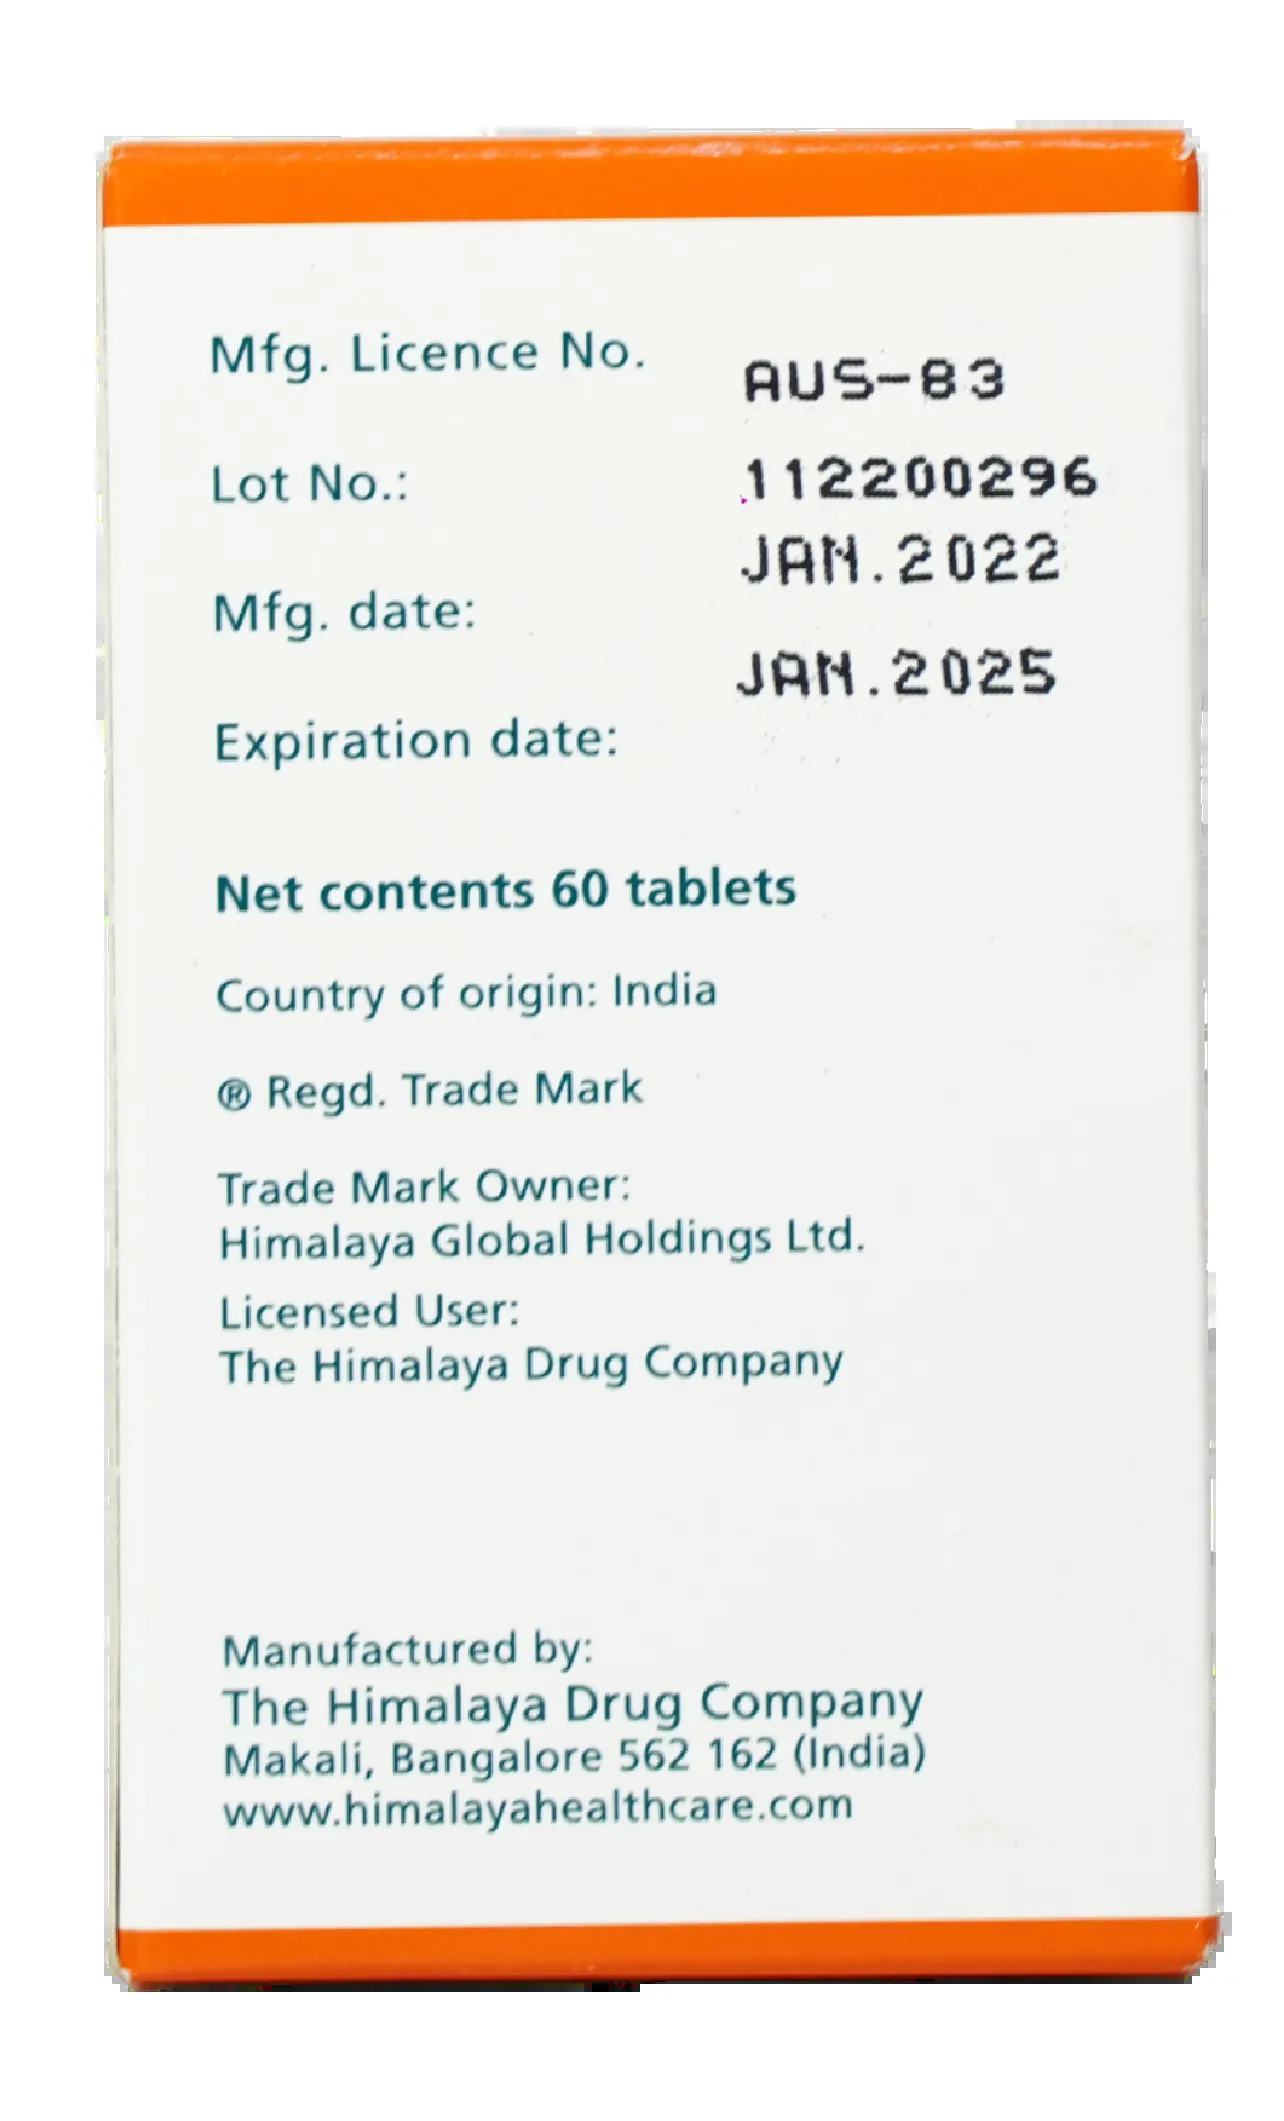 Mfg. Licence No. AUS-83
Lot No.: 112200296
Mfg. date: JAN.2022
Expiration date: JAN.2025
Net contents 60 tablets
Country of origin: India
® Regd. Trade Mark
Trade Mark Owner:
Himalaya Global Holdings Ltd.
Licensed User:
The Himalaya Drug Company
Manufactured by:
The Himalaya Drug Company
Makali, Bangalore 562 162 (India)
www.himalayahealthcare.com